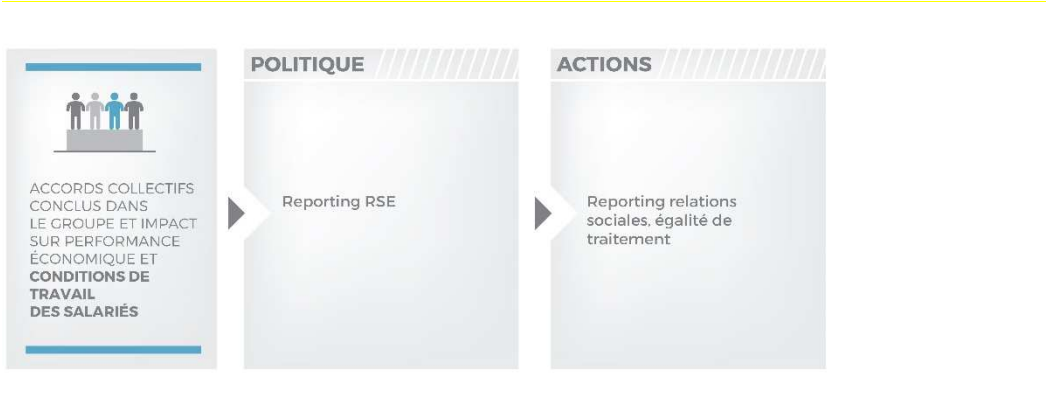 ACCORDS COLLECTIFS
CONCLUS DANS
LE GROUPE ET IMPACT
SUR PERFORMANCE
ÉCONOMIQUE ET
CONDITIONS DE
TRAVAIL
DES SALARIÉS
POLITIQUE
Reporting RSE
ACTIONS
Reporting relations
sociales, égalité de
traitement